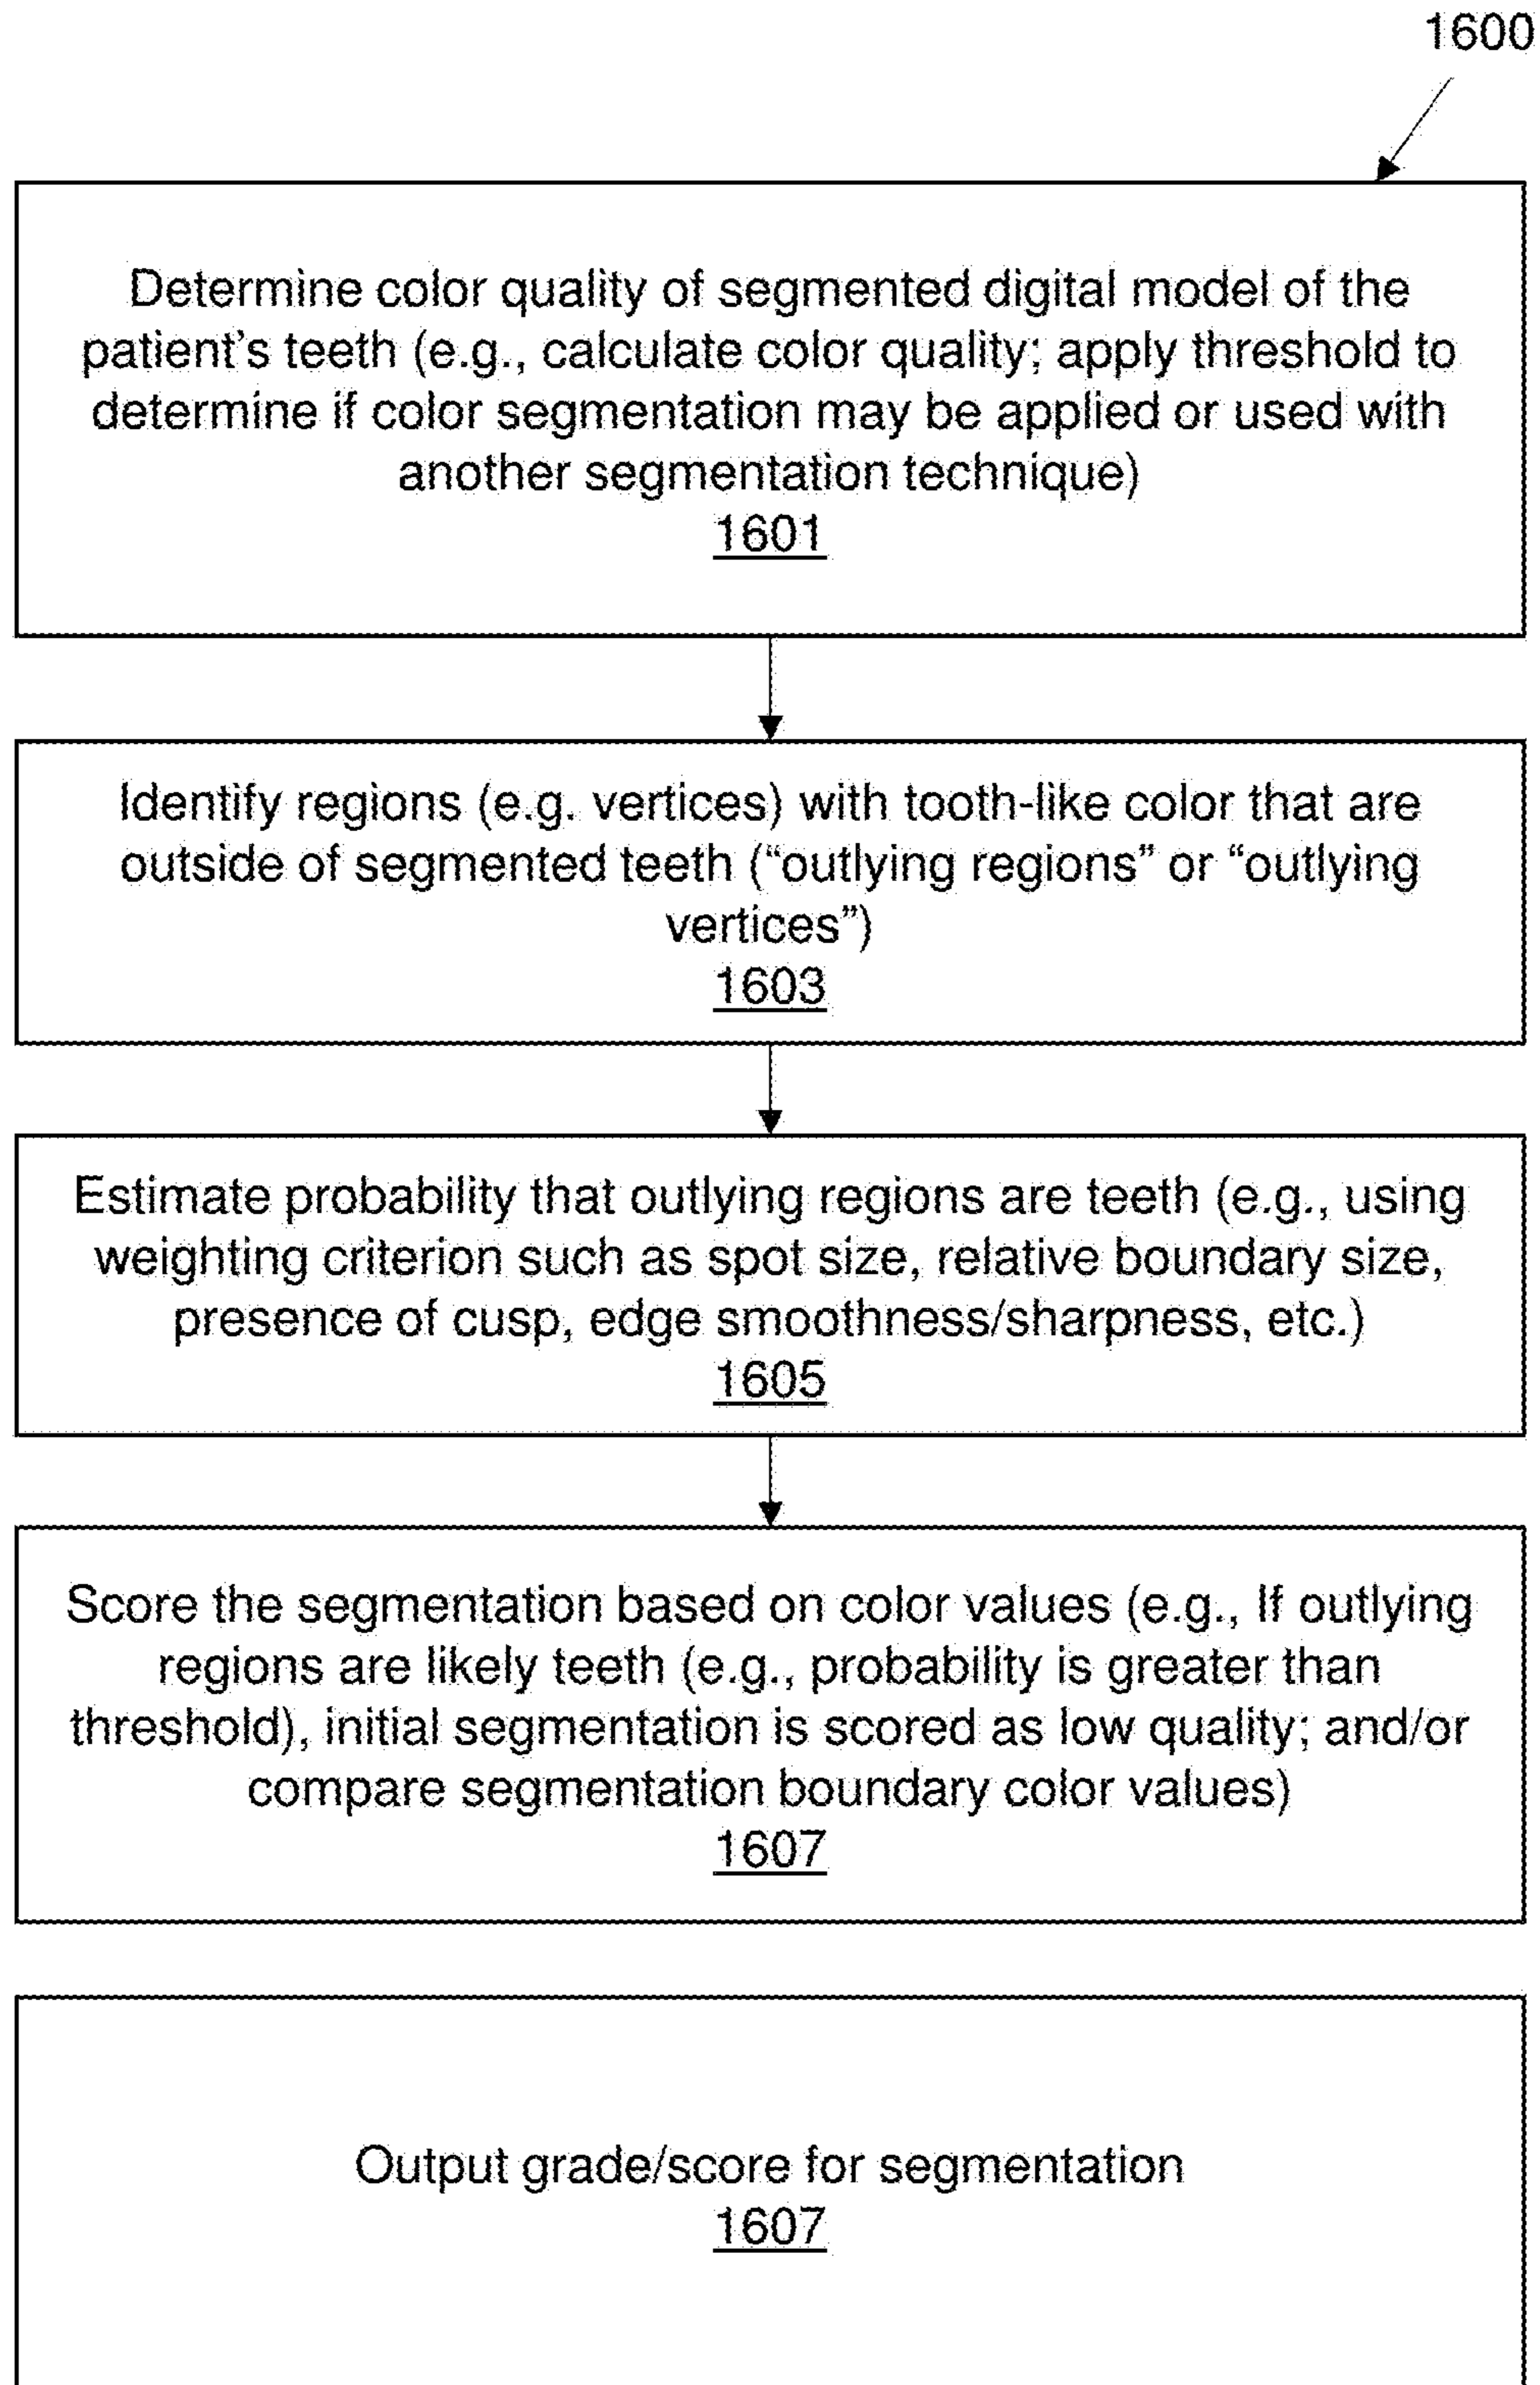 1600
Determine color quality of segmented digital model of the
patient's teeth (e.g., calculate color quality; apply threshold to
determine if color segmentation may be applied or used with
another segmentation technique)
1601
Identify regions (e.g. vertices) with tooth-like color that are
outside of segmented teeth (“outlying regions” or “outlying
vertices”)
1603
Estimate probability that outlying regions are teeth (e.g., using
weighting criterion such as spot size, relative boundary size,
presence of cusp, edge smoothness/sharpness, etc.)
1605
Score the segmentation based on color values (e.g., If outlying
regions are likely teeth (e.g., probability is greater than
threshold), initial segmentation is scored as low quality; and/or
compare segmentation boundary color values)
1607
Output grade/score for segmentation
1607